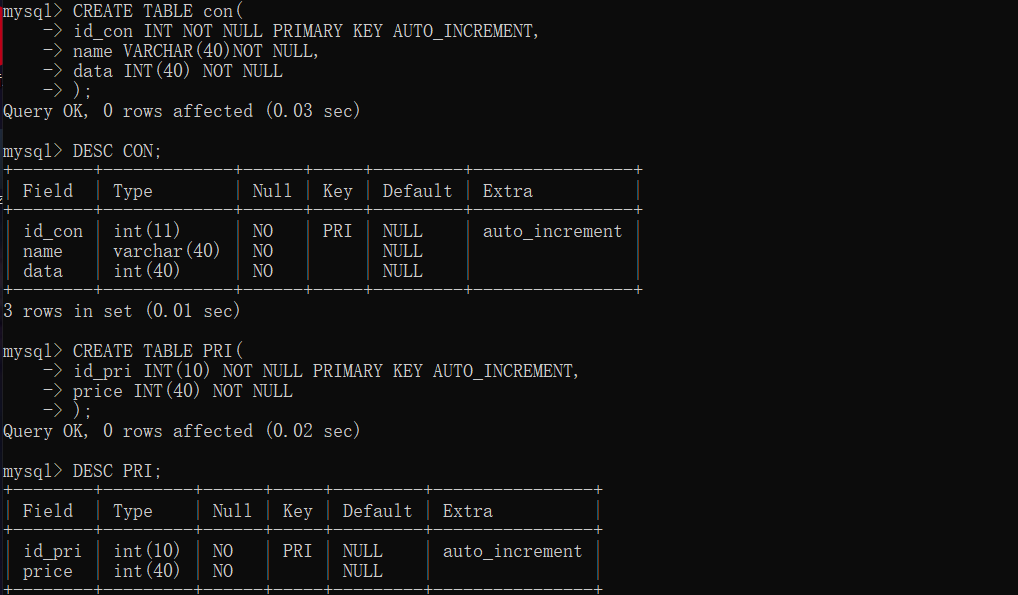 mysql> CREATE TABLE con(
    -> id_con INT NOT NULL PRIMARY KEY AUTO_INCREMENT,
    -> name VARCHAR(40)NOT NULL,
    -> data INT(40) NOT NULL
    -> );
Query OK, 0 rows affected (0.03 sec)

mysql> DESC CON;
+--------+-------------+------+-----+---------+----------------+
| Field  | Type        | Null | Key | Default | Extra          |
+--------+-------------+------+-----+---------+----------------+
| id_con | int(11)     | NO   | PRI | NULL    | auto_increment |
| name   | varchar(40) | NO   |     | NULL    |                |
| data   | int(40)     | NO   |     | NULL    |                |
+--------+-------------+------+-----+---------+----------------+
3 rows in set (0.01 sec)

mysql> CREATE TABLE PRI(
    -> id_pri INT(10) NOT NULL PRIMARY KEY AUTO_INCREMENT,
    -> price INT(40) NOT NULL
    -> );
Query OK, 0 rows affected (0.02 sec)

mysql> DESC PRI;
+--------+---------+------+-----+---------+----------------+
| Field  | Type    | Null | Key | Default | Extra          |
+--------+---------+------+-----+---------+----------------+
| id_pri | int(10) | NO   | PRI | NULL    | auto_increment |
| price  | int(40) | NO   |     | NULL    |                |
+--------+---------+------+-----+---------+----------------+